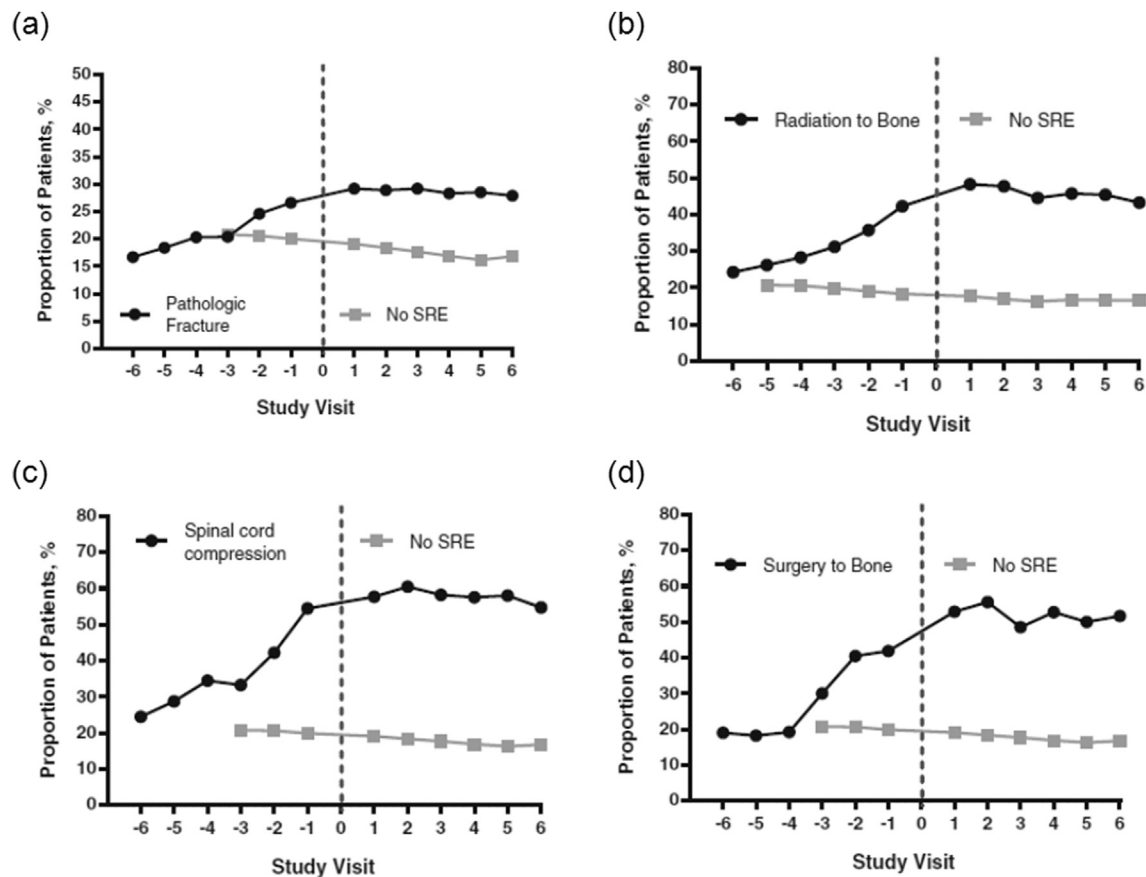 (a)
Proportion of Patients, %
50
45
40
35
30
25
20
15
10
5
0
Pathologic
Fracture
No SRE
-6 -5 -4 -3 -2 -1 0 1 2 3 4 5 6
Study Visit
(b)
Proportion of Patients, %
80
70
60
50
40
30
20
10
0
Radiation to Bone
No SRE
-6 -5 -4 -3 -2 -1 0 1 2 3 4 5 6
Study Visit
(c)
Proportion of Patients, %
80
70
60
50
40
30
20
10
0
Spinal cord
compression
No SRE
-6 -5 -4 -3 -2 -1 0 1 2 3 4 5 6
Study Visit
(d)
Proportion of Patients, %
80
70
60
50
40
30
20
10
0
Surgery to Bone
No SRE
-6 -5 -4 -3 -2 -1 0 1 2 3 4 5 6
Study Visit